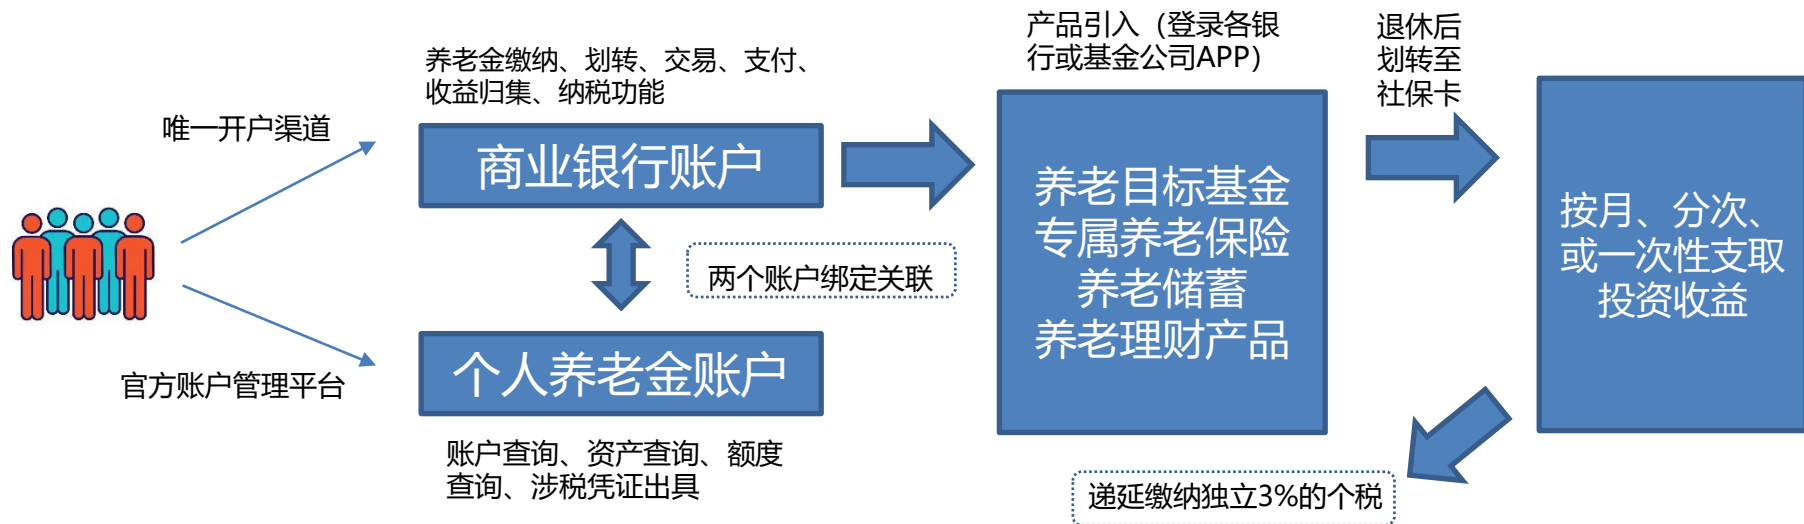 唯一开户渠道
官方账户管理平台
养老金缴纳、划转、交易、支付、
收益归集、纳税功能
商业银行账户
两个账户绑定关联
个人养老金账户
账户查询、资产查询、额度
查询、涉税凭证出具
产品引入（登录各银
行或基金公司APP）
养老目标基金
专属养老保险
养老储蓄
养老理财产品
退休后
划转至
社保卡
按月、分次、
或一次性支取
投资收益
递延缴纳独立3%的个税